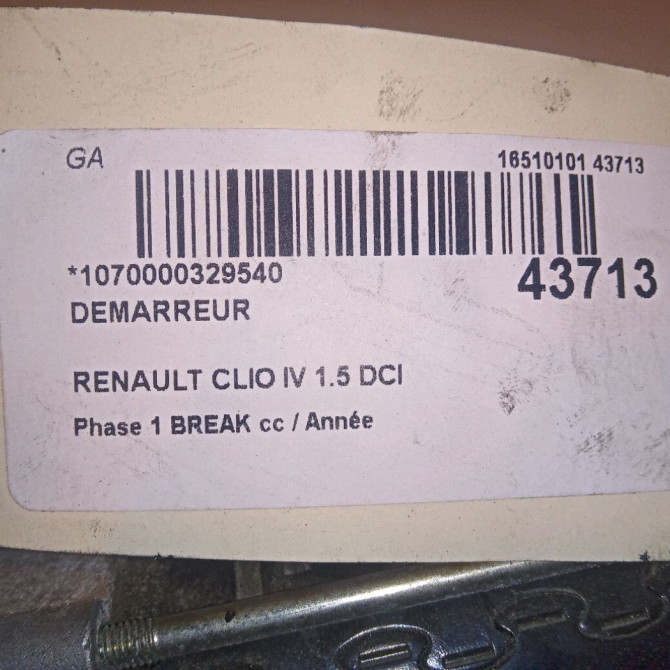 GA
16510101 43713
*1070000329540
43713
DEMARREUR
RENAULT CLIO IV 1.5 DCI
Phase 1 BREAK cc / Année